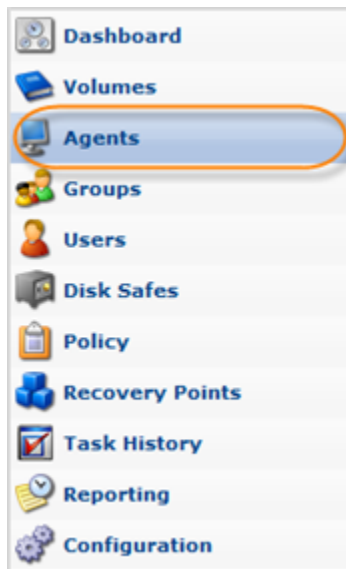 Dashboard
Volumes
Agents
Groups
Users
Disk Safes
Policy
Recovery Points
Task History
Reporting
Configuration